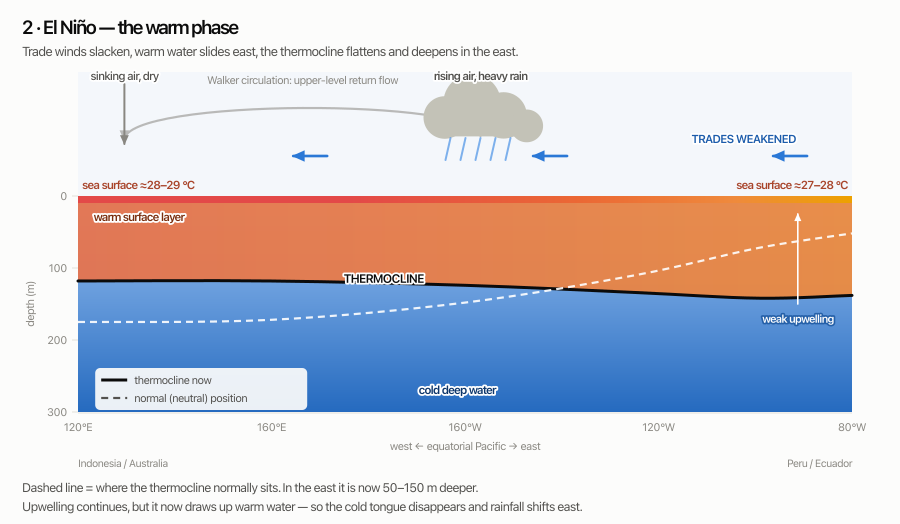 2 · El Niño — the warm phase
Trade winds slacken, warm water slides east, the thermocline flattens and deepens in the east.
sinking air, dry
Walker circulation: upper-level return flow
rising air, heavy rain
TRADES WEAKENED
sea surface ≈28–29 °C
sea surface ≈27–28 °C
0
warm surface layer
100
THERMOCLINE
depth (m)
weak upwelling
200
thermocline now
cold deep water
normal (neutral) position
300
120°E
160°E
160°W
120°W
80°W
west ← equatorial Pacific → east
Indonesia / Australia
Peru / Ecuador
Dashed line = where the thermocline normally sits. In the east it is now 50–150 m deeper.
Upwelling continues, but it now draws up warm water — so the cold tongue disappears and rainfall shifts east.